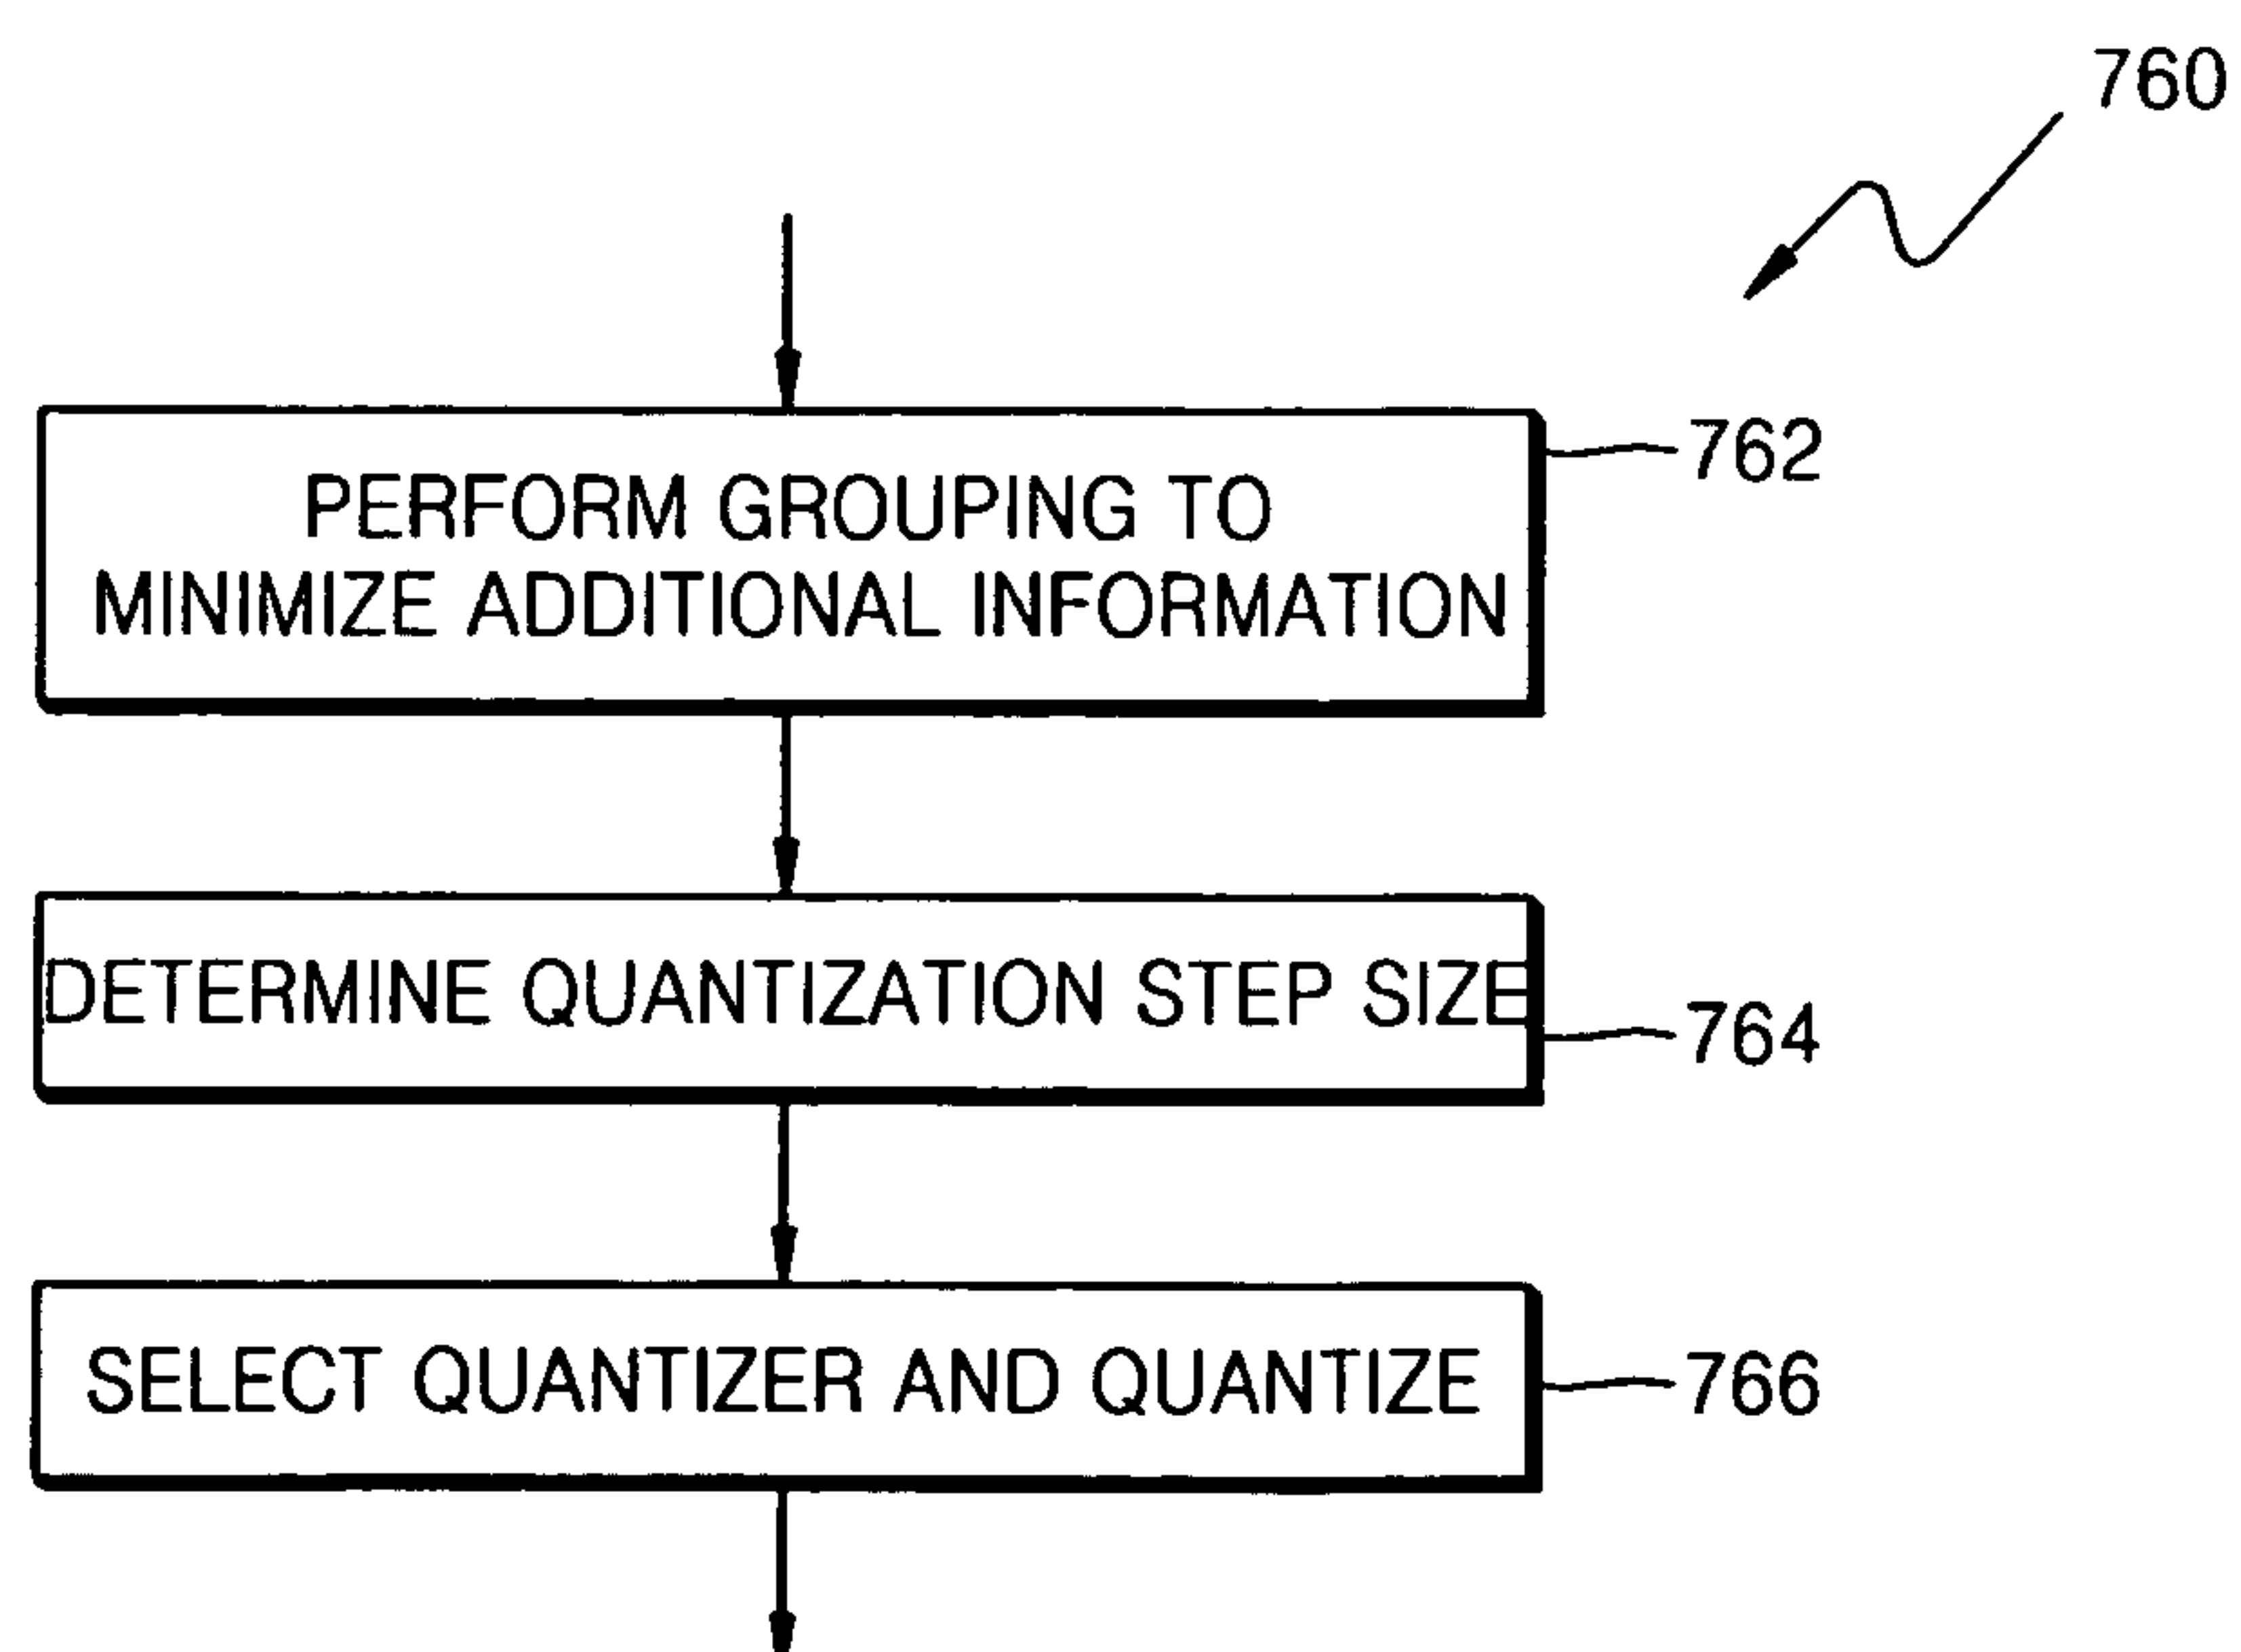 760
PERFORM GROUPING TO
762
MINIMIZE ADDITIONAL INFORMATION
DETERMINE QUANTIZATION STEP SIZE
764
SELECT QUANTIZER AND QUANTIZE
766